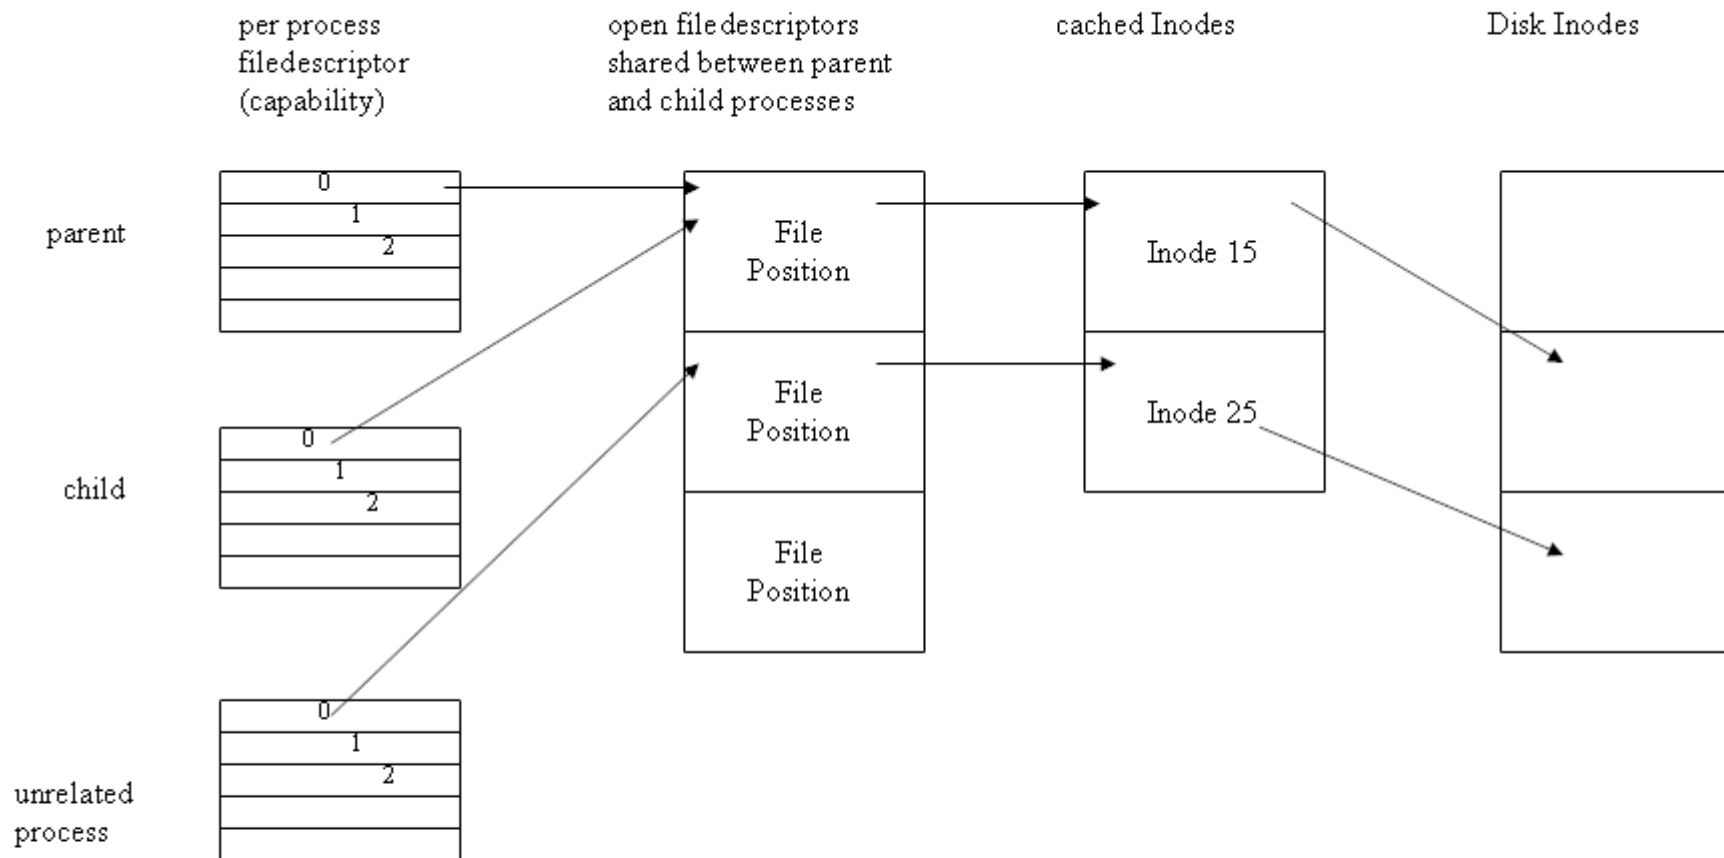 per process
filedescriptor
(capability)
open filedescriptors
shared between parent
and child processes
cached Inodes
Disk Inodes
parent
0
1
2
File
Position
Inode 15
child
0
1
2
File
Position
Inode 25
File
Position
unrelated
process
0
1
2